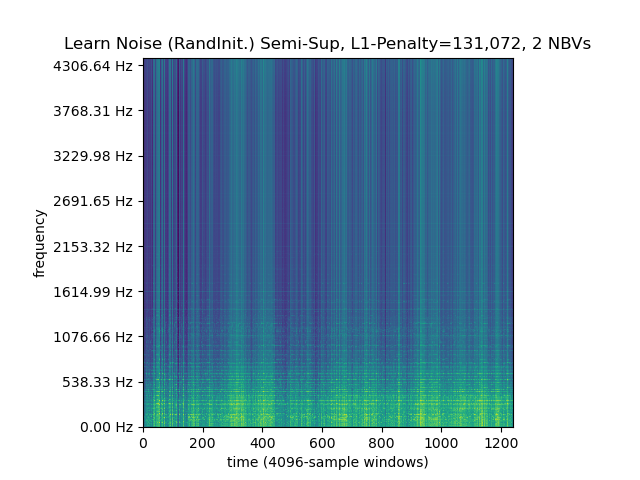 Learn Noise (RandInit.) Semi-Sup, L1-Penalty=131,072, 2 NBVs
4306.64 Hz
3768.31 Hz
3229.98 Hz
2691.65 Hz
2153.32 Hz
1614.99 Hz
1076.66 Hz
538.33 Hz
0.00 Hz
frequency
0 200 400 600 800 1000 1200
time (4096-sample windows)